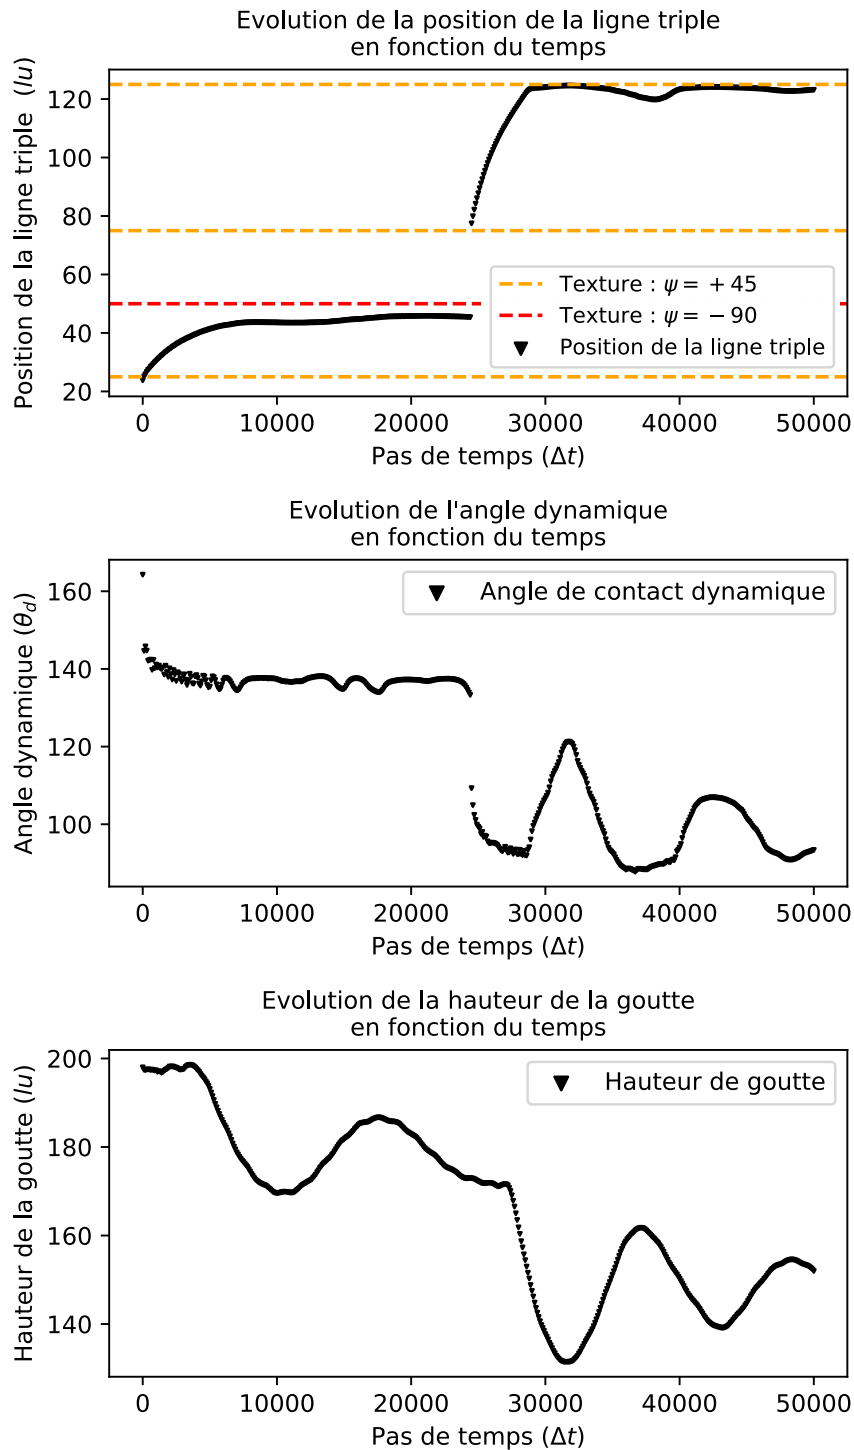 Evolution de la position de la ligne triple
en fonction du temps
Position de la ligne triple (lu)
120
100
80
60
40
20
Texture : ψ = +45
Texture : ψ = −90
Position de la ligne triple
0 10000 20000 30000 40000 50000
Pas de temps (Δt)
Evolution de l'angle dynamique
en fonction du temps
Angle dynamique (θd)
160
140
120
100
Angle de contact dynamique
0 10000 20000 30000 40000 50000
Pas de temps (Δt)
Evolution de la hauteur de la goutte
en fonction du temps
Hauteur de la goutte (lu)
200
180
160
140
Hauteur de goutte
0 10000 20000 30000 40000 50000
Pas de temps (Δt)